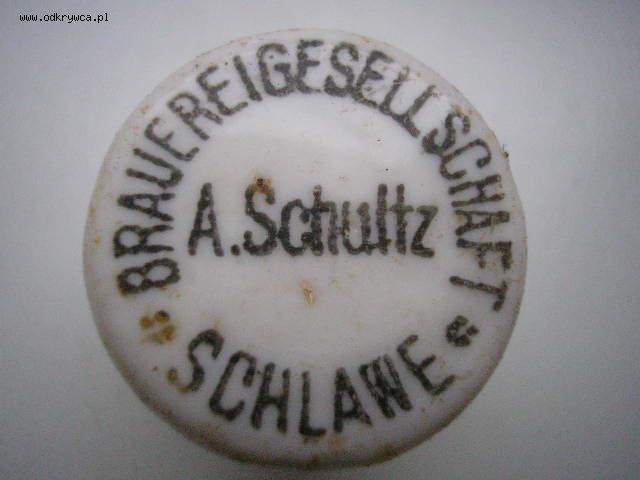 www.odkrywca.pl
BRAUEREIGESELLSCHAFT
A.Schultz
SCHLAWE